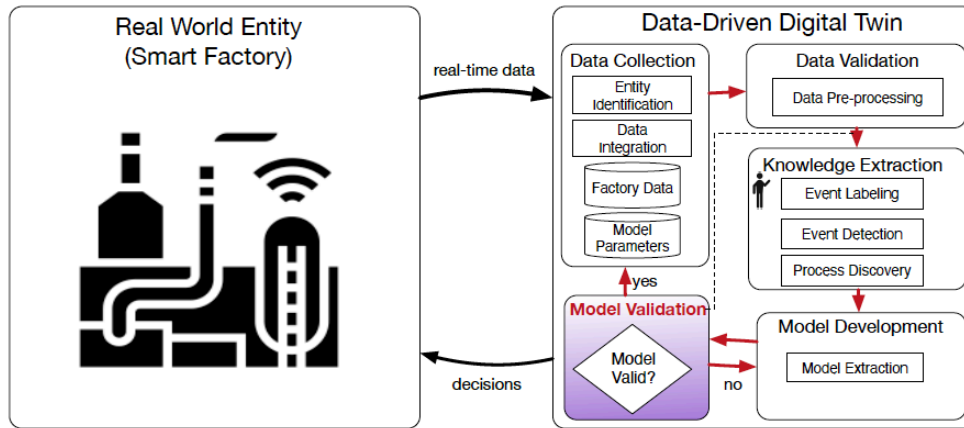 Real World Entity
(Smart Factory)
real-time data
decisions
Data-Driven Digital Twin
Data Collection
Entity
Identification
Data
Integration
Factory Data
Model
Parameters
Data Validation
Data Pre-processing
Knowledge Extraction
Event Labeling
Event Detection
Process Discovery
Model Development
Model Extraction
yes
Model Validation
Model
Valid?
no